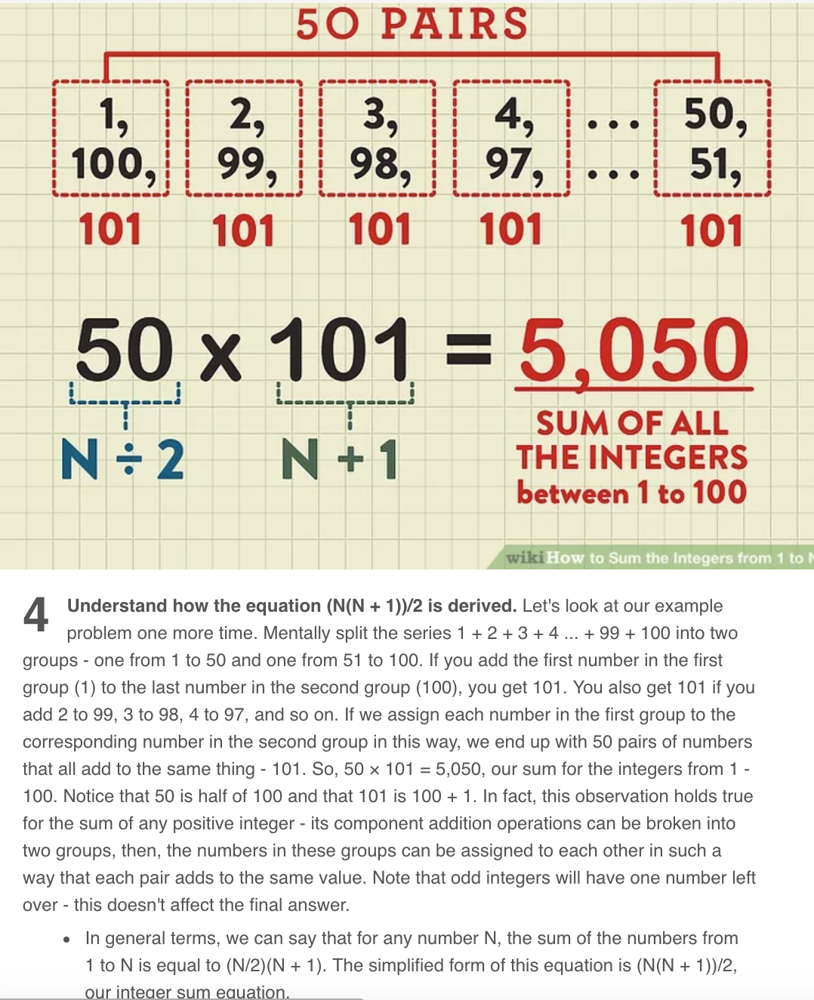 50 PAIRS
1, 2, 3, 4, ... 50,
100, 99, 98, 97, ... 51,
101 101 101 101 101
50 x 101 = 5,050
N ÷ 2 N + 1
SUM OF ALL
THE INTEGERS
between 1 to 100
wikiHow to Sum the Integers from 1 to N
4 Understand how the equation (N(N + 1))/2 is derived. Let's look at our example
problem one more time. Mentally split the series 1 + 2 + 3 + 4 ... + 99 + 100 into two
groups - one from 1 to 50 and one from 51 to 100. If you add the first number in the first
group (1) to the last number in the second group (100), you get 101. You also get 101 if you
add 2 to 99, 3 to 98, 4 to 97, and so on. If we assign each number in the first group to the
corresponding number in the second group in this way, we end up with 50 pairs of numbers
that all add to the same thing - 101. So, 50 × 101 = 5,050, our sum for the integers from 1 -
100. Notice that 50 is half of 100 and that 101 is 100 + 1. In fact, this observation holds true
for the sum of any positive integer - its component addition operations can be broken into
two groups, then, the numbers in these groups can be assigned to each other in such a
way that each pair adds to the same value. Note that odd integers will have one number left
over - this doesn't affect the final answer.
• In general terms, we can say that for any number N, the sum of the numbers from
1 to N is equal to (N/2)(N + 1). The simplified form of this equation is (N(N + 1))/2,
our integer sum equation.